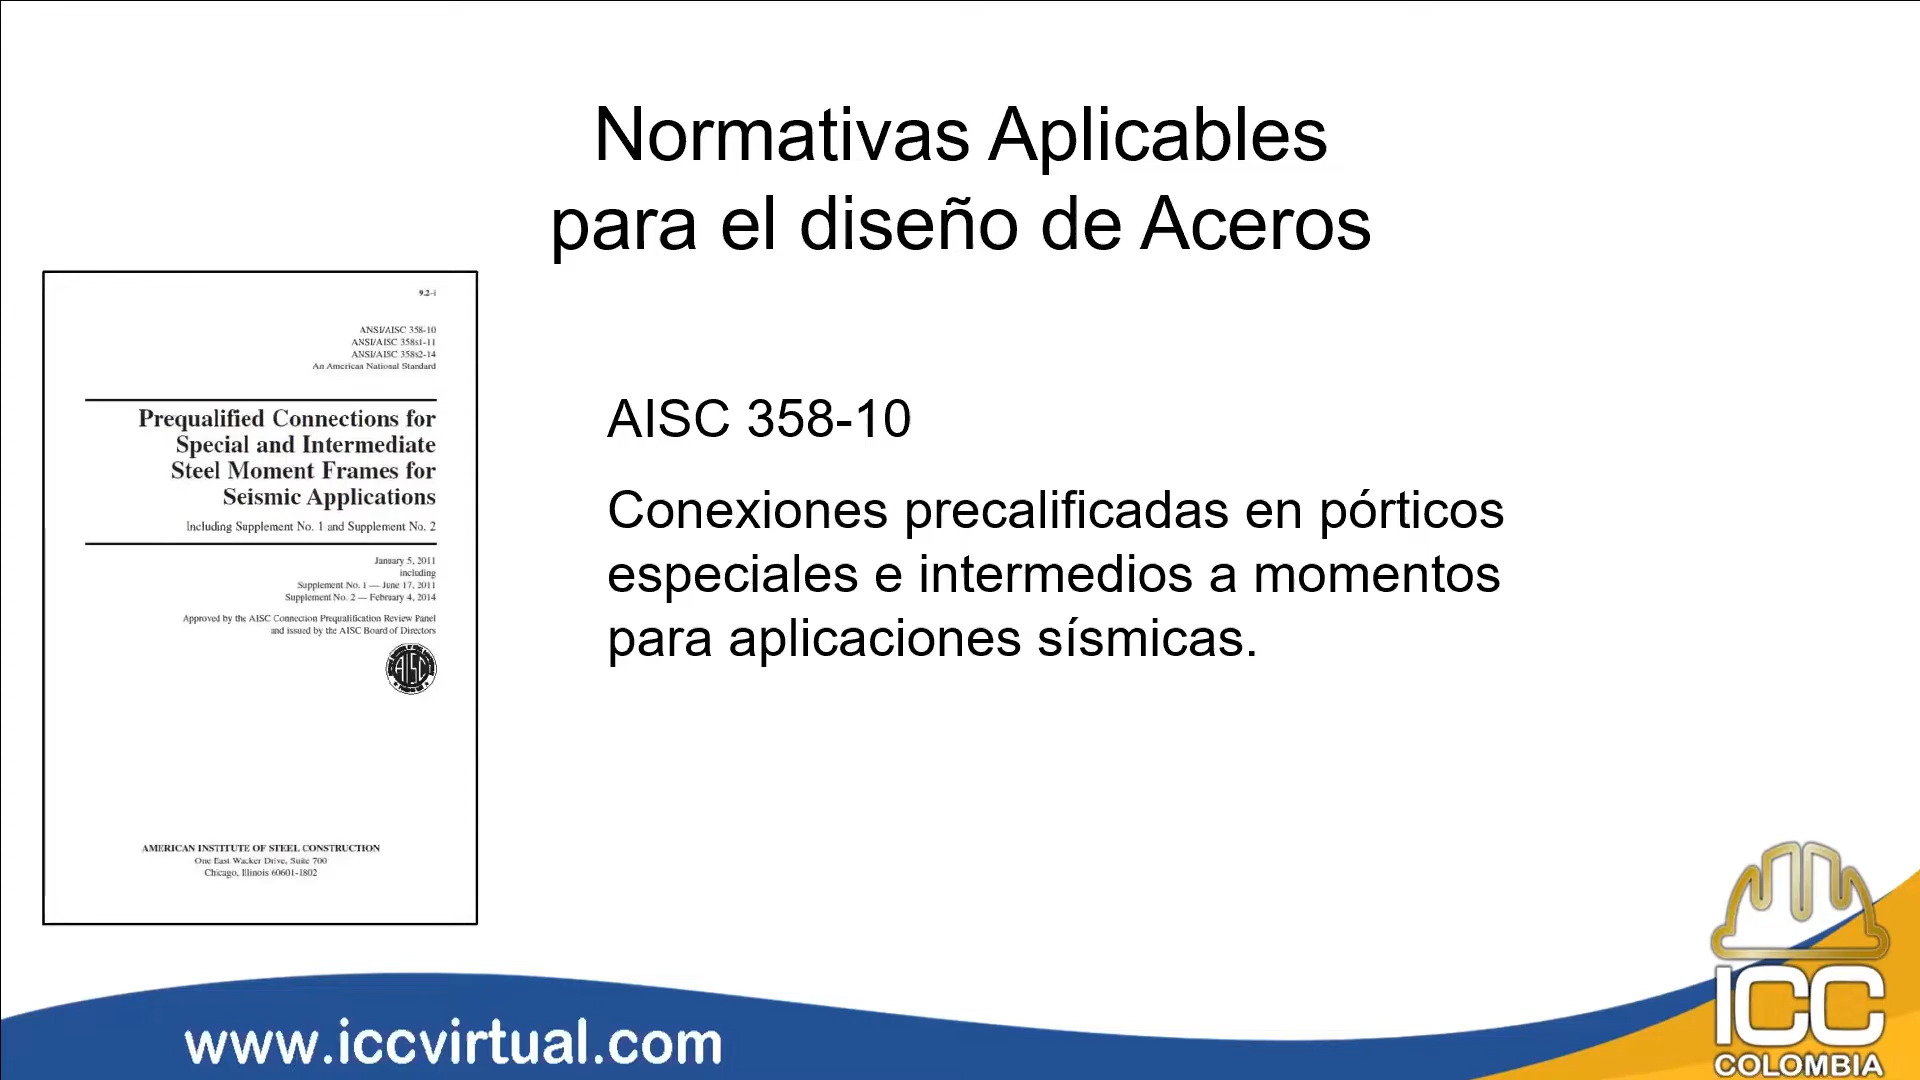 Normativas Aplicables
para el diseño de Aceros
9.2-i
ANSI/AISC 358-10
ANSI/AISC 358s1-11
ANSI/AISC 358s2-14
An American National Standard
Prequalified Connections for
Special and Intermediate
Steel Moment Frames for
Seismic Applications
Including Supplement No. 1 and Supplement No. 2
January 5, 2011
including
Supplement No. 1 — June 17, 2011
Supplement No. 2 — February 4, 2014
Approved by the AISC Connection Prequalification Review Panel
and issued by the AISC Board of Directors
AISC
AMERICAN INSTITUTE OF STEEL CONSTRUCTION
One East Wacker Drive, Suite 700
Chicago, Illinois 60601-1802
AISC 358-10
Conexiones precalificadas en pórticos
especiales e intermedios a momentos
para aplicaciones sísmicas.
www.iccvirtual.com
ICC
COLOMBIA